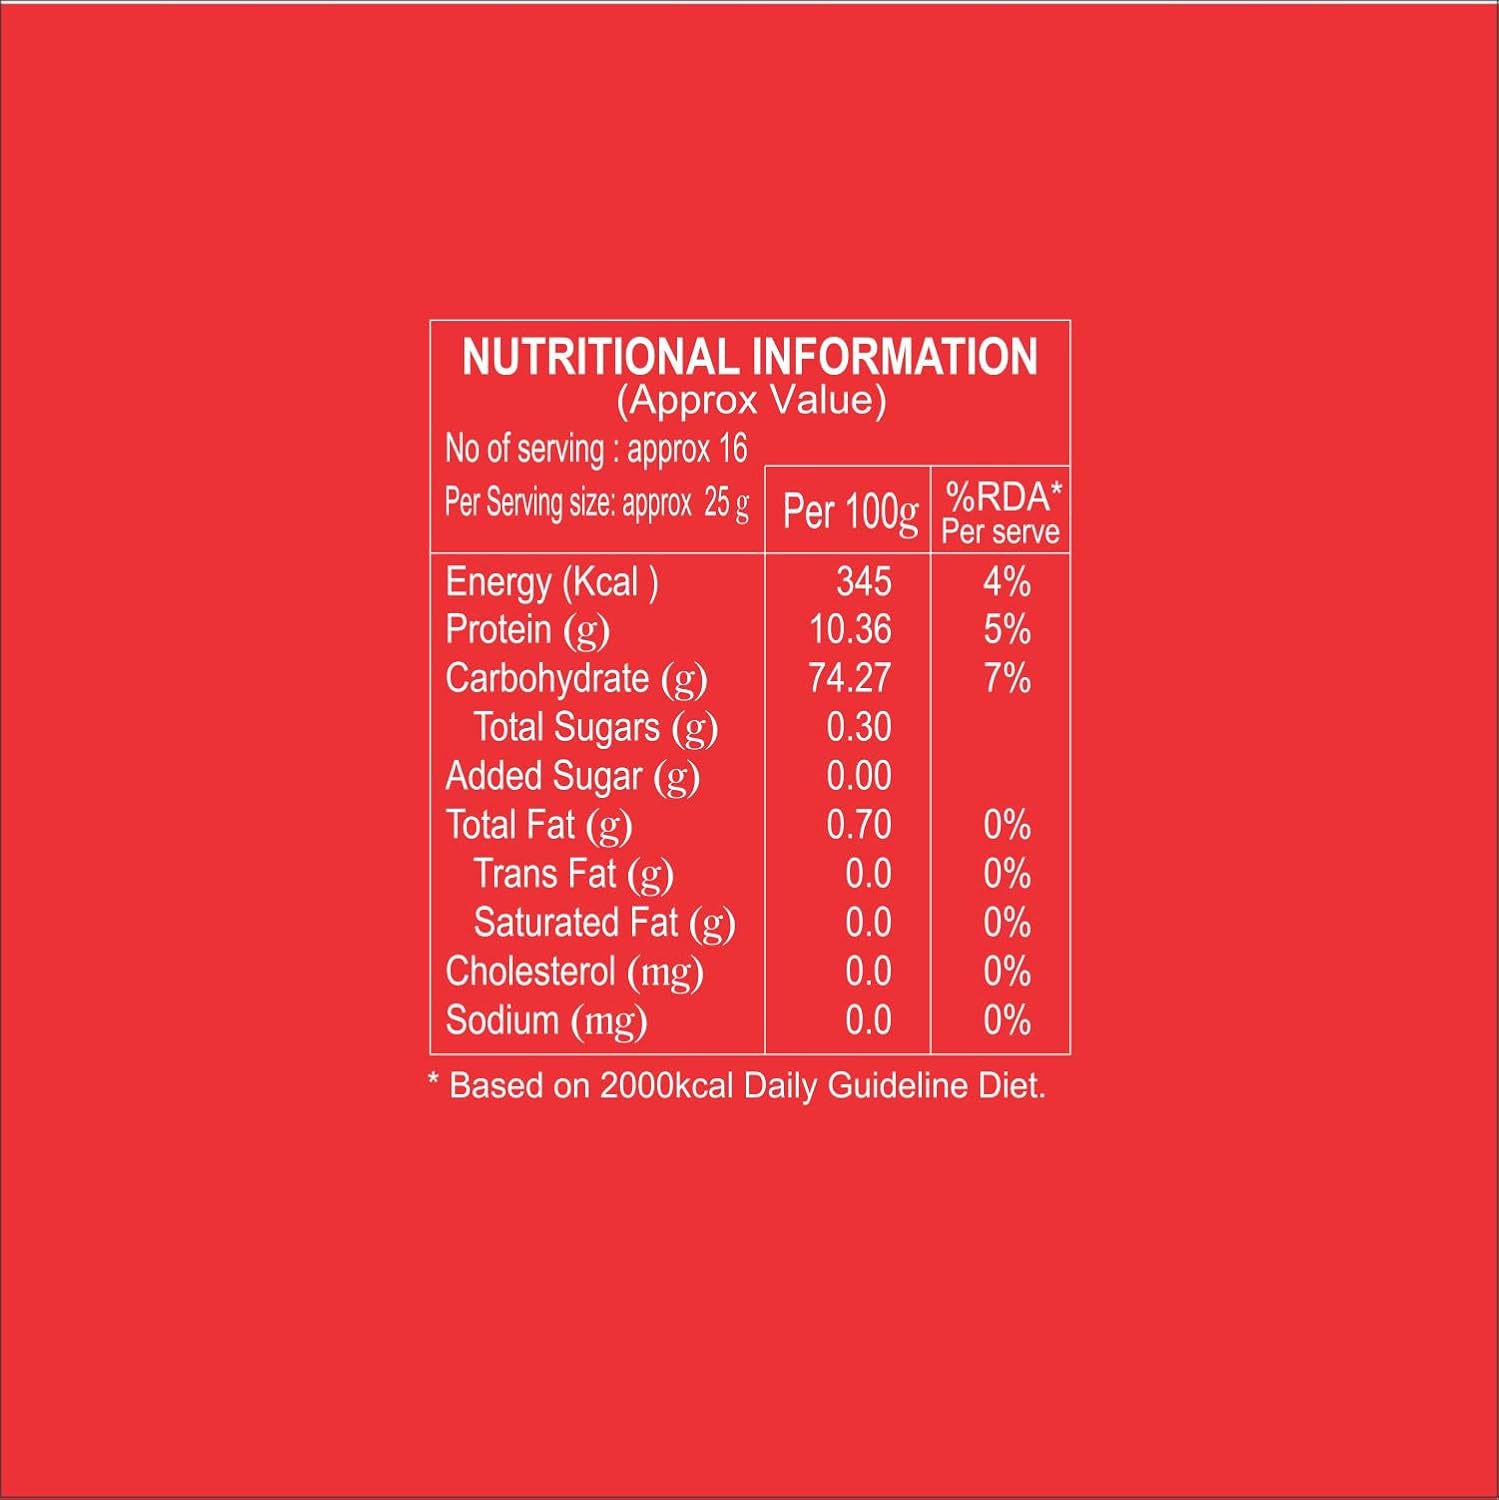 NUTRITIONAL INFORMATION
(Approx Value)
No of serving : approx 16
Per Serving size: approx 25 g Per 100g %RDA* Per serve
Energy (Kcal ) 345 4%
Protein (g) 10.36 5%
Carbohydrate (g) 74.27 7%
Total Sugars (g) 0.30
Added Sugar (g) 0.00
Total Fat (g) 0.70 0%
Trans Fat (g) 0.0 0%
Saturated Fat (g) 0.0 0%
Cholesterol (mg) 0.0 0%
Sodium (mg) 0.0 0%
* Based on 2000kcal Daily Guideline Diet.